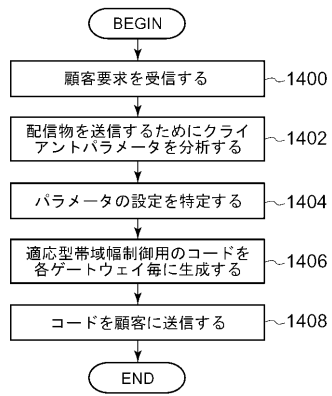 BEGIN
顧客要求を受信する
1400
配信物を送信するためにクライ
アントパラメータを分析する
1402
パラメータの設定を特定する
1404
適応型帯域幅制御用のコードを
各ゲートウェイ毎に生成する
1406
コードを顧客に送信する
1408
END